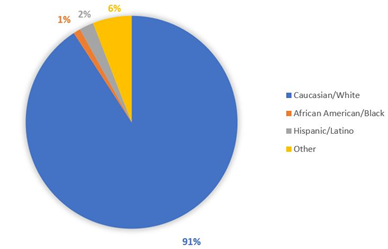 6%
2%
1%
Caucasian/White
African American/Black
Hispanic/Latino
Other
91%